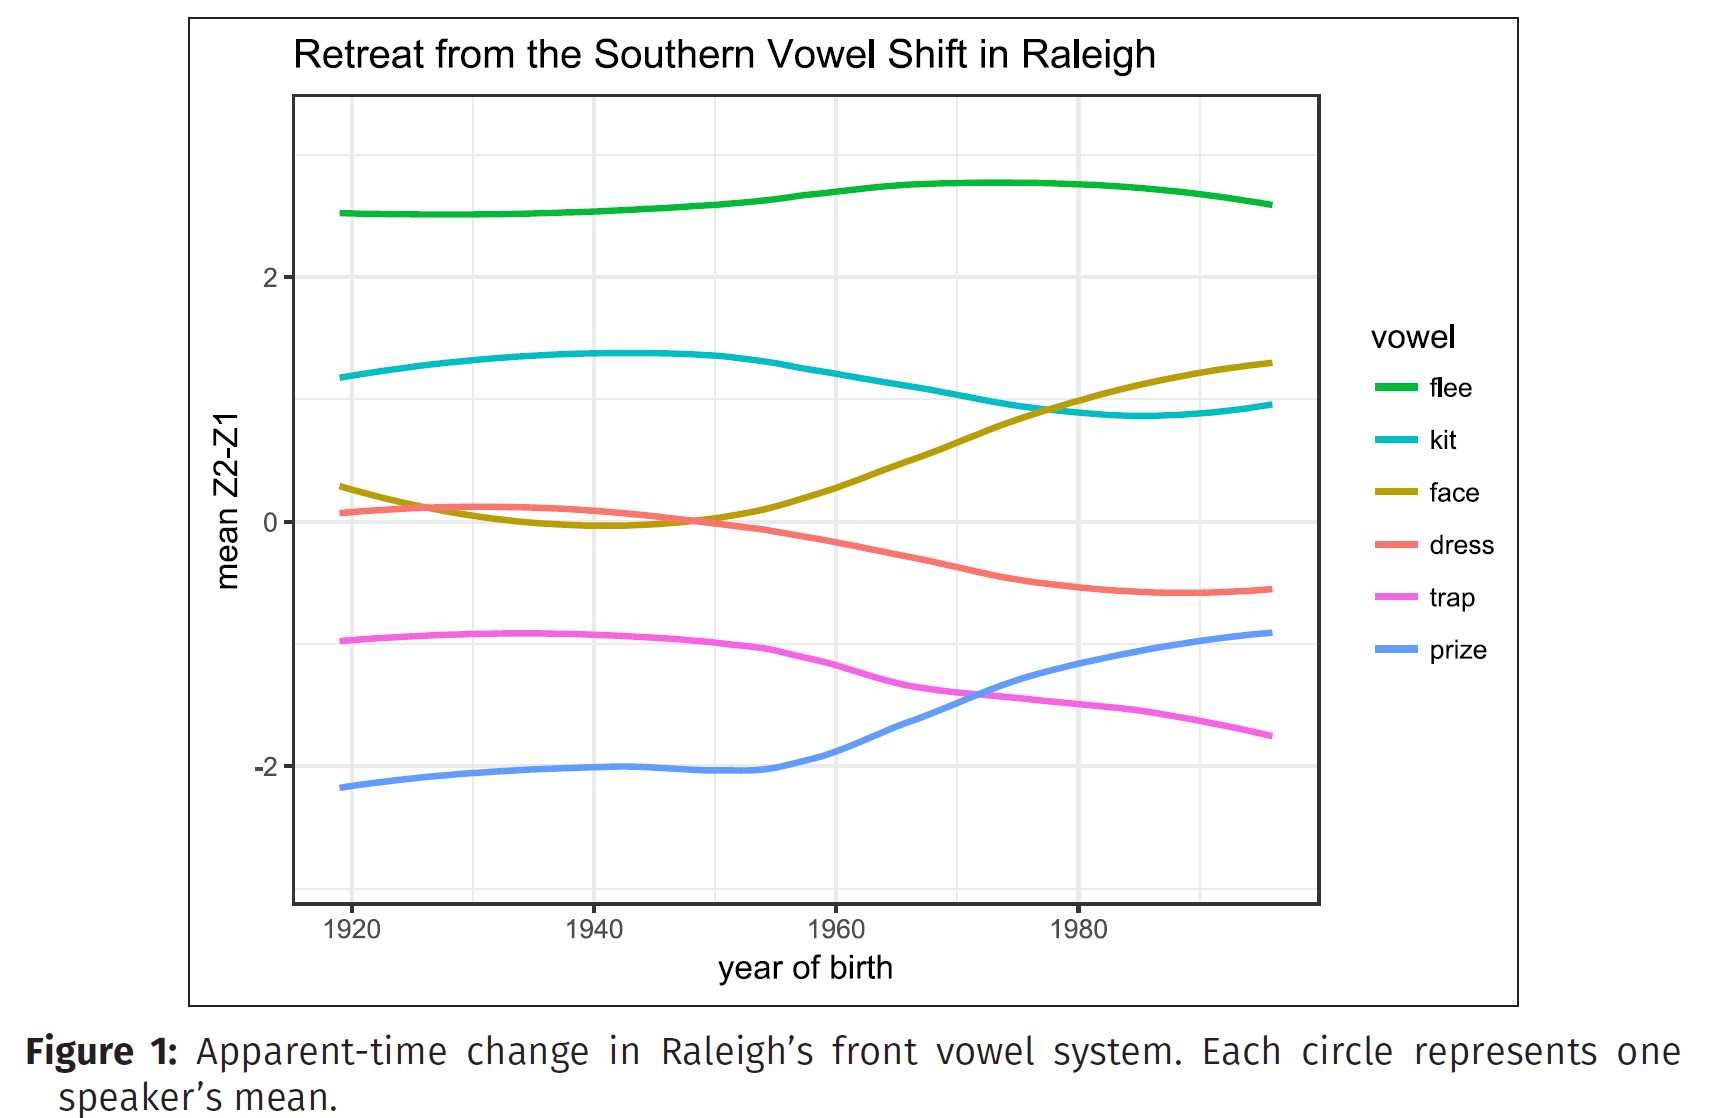 Retreat from the Southern Vowel Shift in Raleigh
mean Z2-Z1
2
0
-2
1920
1940
1960
1980
year of birth
vowel
flee
kit
face
dress
trap
prize
Figure 1: Apparent-time change in Raleigh’s front vowel system. Each circle represents one
speaker’s mean.